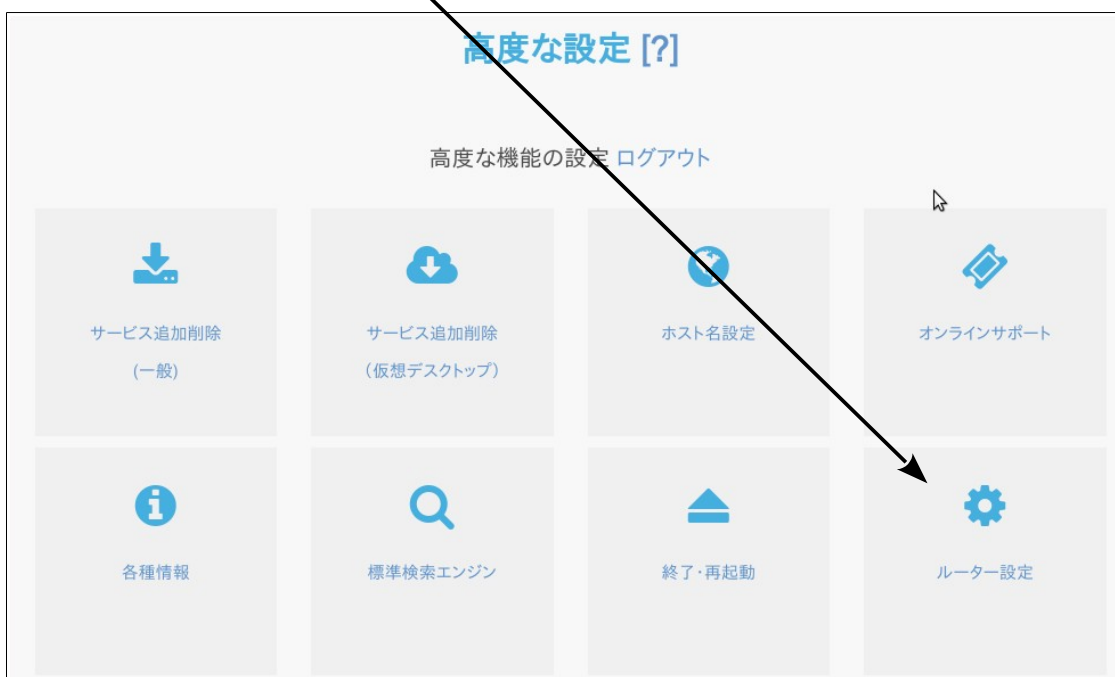 高度な設定 [?]
高度な機能の設定 ログアウト
サービス追加削除
(一般)
サービス追加削除
（仮想デスクトップ）
ホスト名設定
オンラインサポート
各種情報
標準検索エンジン
終了・再起動
ルーター設定